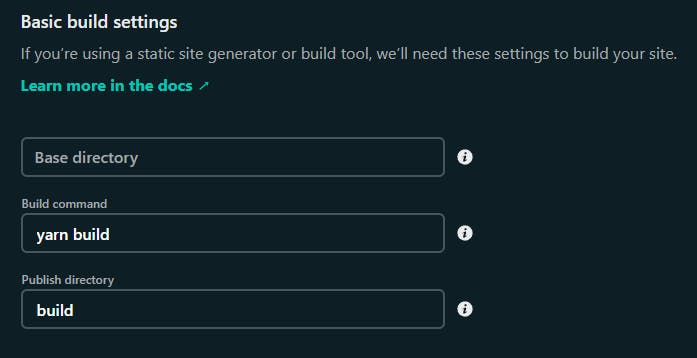 Basic build settings
If you’re using a static site generator or build tool, we’ll need these settings to build your site.
Learn more in the docs ↗
Base directory
Build command
yarn build
Publish directory
build